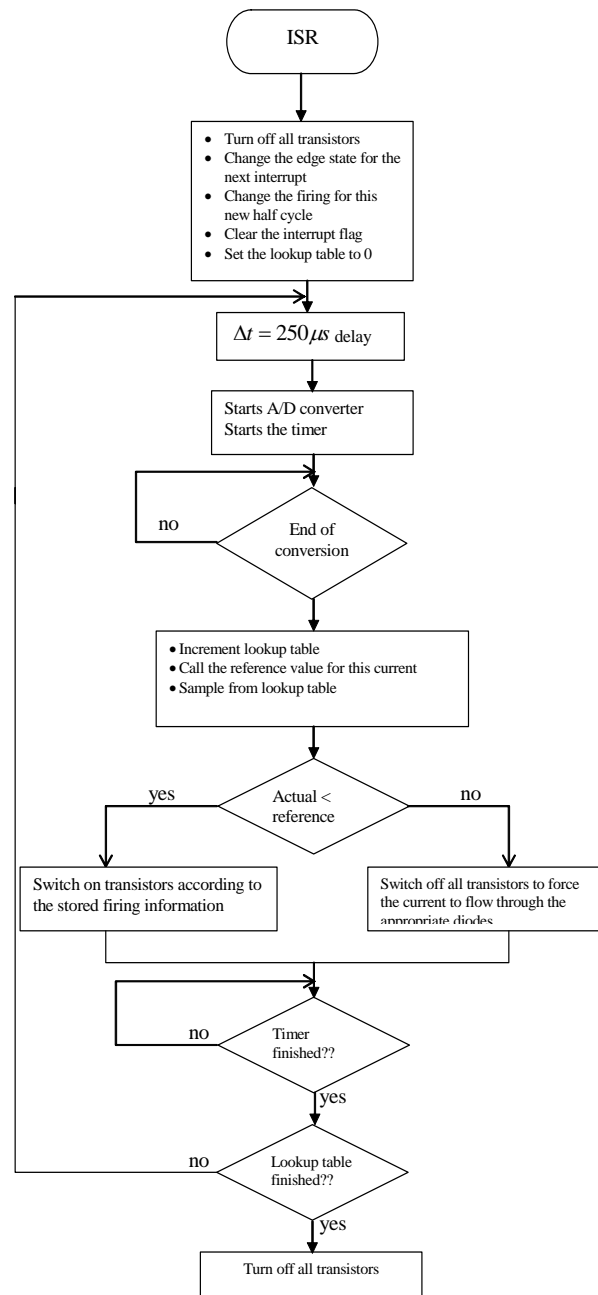 ISR
• Turn off all transistors
• Change the edge state for the
next interrupt
• Change the firing for this
new half cycle
• Clear the interrupt flag
• Set the lookup table to 0
Δt = 250 μs delay
Starts A/D converter
Starts the timer
no
End of
conversion
• Increment lookup table
• Call the reference value for this current
• Sample from lookup table
yes
Actual <
reference
no
Switch on transistors according to
the stored firing information
Switch off all transistors to force
the current to flow through the
appropriate diodes
no
Timer
finished??
yes
no
Lookup table
finished??
yes
Turn off all transistors